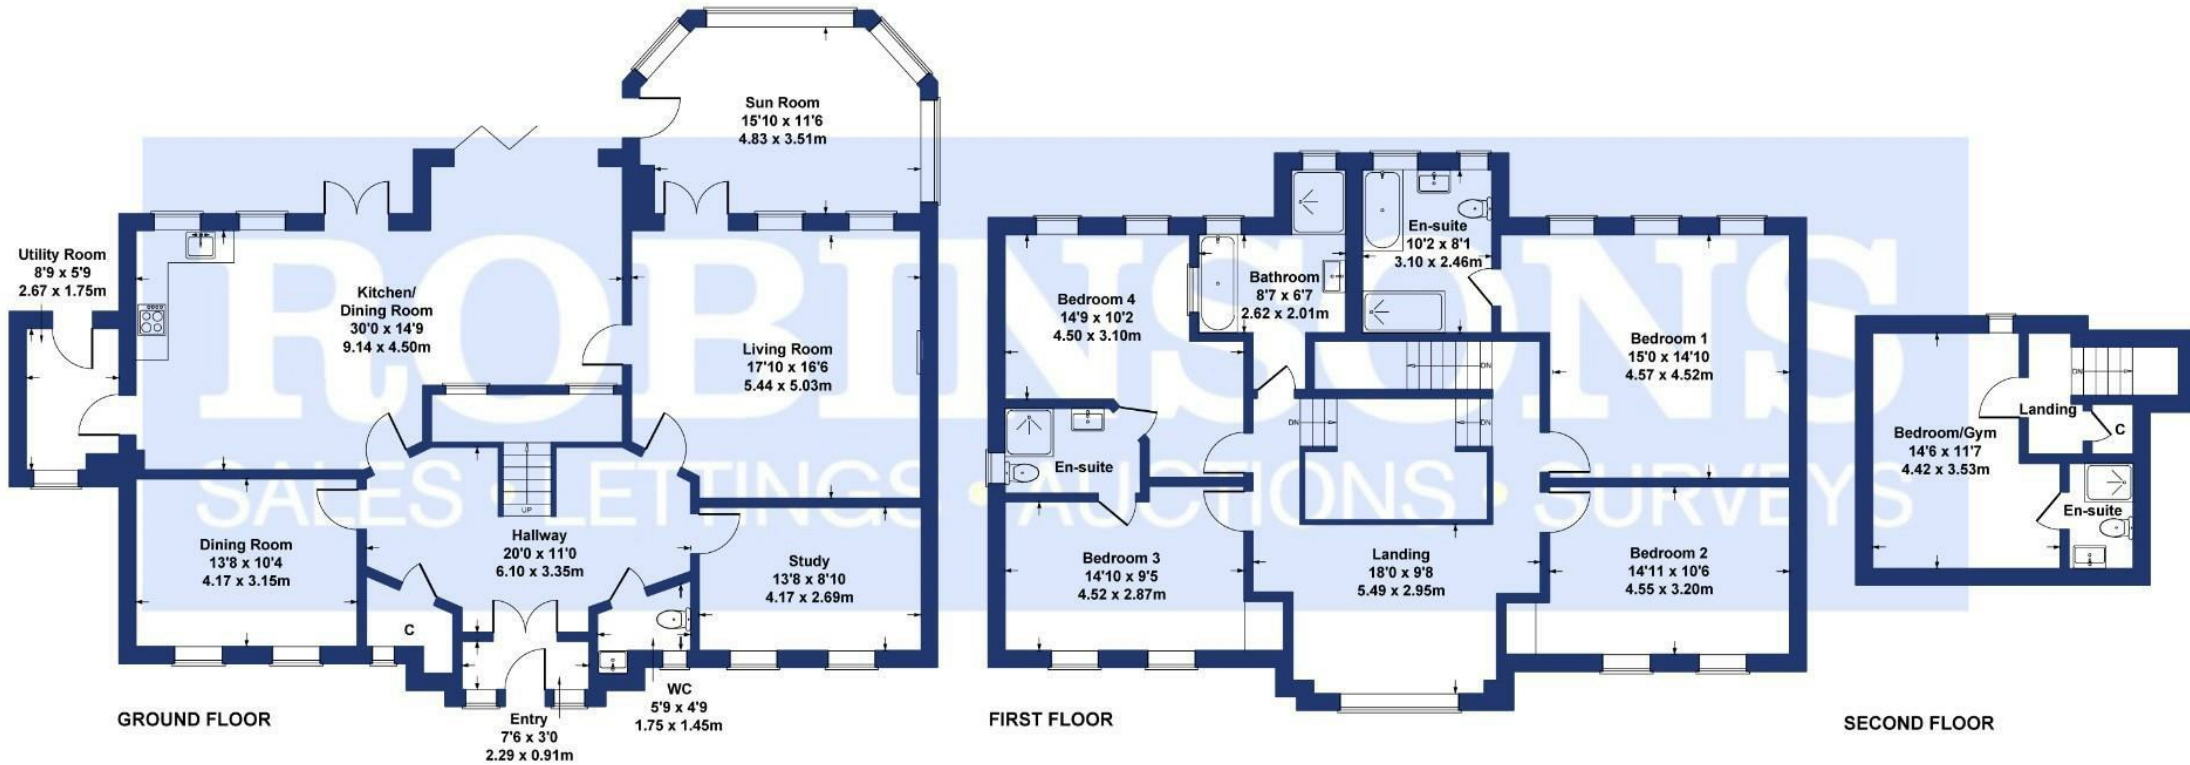 ROBINSONS
SALES • LETTINGS • AUCTIONS • SURVEYS
Sun Room
15'10 x 11'6
4.83 x 3.51m
Utility Room
8'9 x 5'9
2.67 x 1.75m
Kitchen/
Dining Room
30'0 x 14'9
9.14 x 4.50m
Living Room
17'10 x 16'6
5.44 x 5.03m
UP
Hallway
20'0 x 11'0
6.10 x 3.35m
Dining Room
13'8 x 10'4
4.17 x 3.15m
Study
13'8 x 8'10
4.17 x 2.69m
C
WC
5'9 x 4'9
1.75 x 1.45m
Entry
7'6 x 3'0
2.29 x 0.91m
GROUND FLOOR
En-suite
10'2 x 8'1
3.10 x 2.46m
Bathroom
8'7 x 6'7
2.62 x 2.01m
Bedroom 4
14'9 x 10'2
4.50 x 3.10m
Bedroom 1
15'0 x 14'10
4.57 x 4.52m
DN
DN
DN
En-suite
Bedroom 3
14'10 x 9'5
4.52 x 2.87m
Landing
18'0 x 9'8
5.49 x 2.95m
Bedroom 2
14'11 x 10'6
4.55 x 3.20m
FIRST FLOOR
DN
Landing
C
Bedroom/Gym
14'6 x 11'7
4.42 x 3.53m
En-suite
SECOND FLOOR